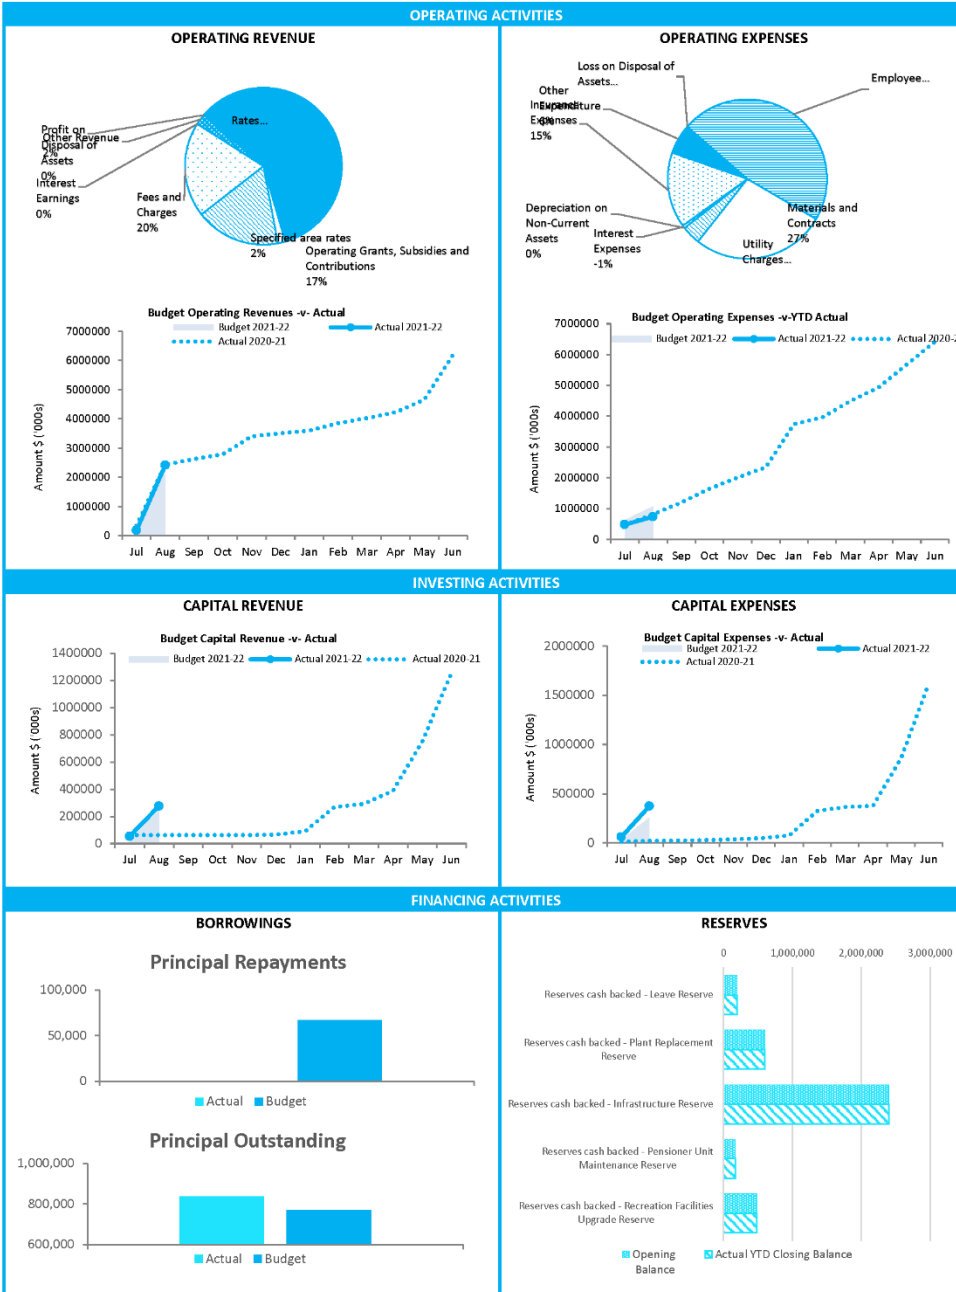 OPERATING ACTIVITIES
OPERATING REVENUE
Rates...
Profit on
Other Revenue
Disposal of
2%
Assets
0%
Interest
Earnings
0%
Fees and
Charges
20%
Specified area rates
2%
Operating Grants, Subsidies and
Contributions
17%
OPERATING EXPENSES
Loss on Disposal of
Assets...
Employee...
Other
Insurance
Expenditure
Expenses
6%
15%
Depreciation on
Non-Current
Assets
0%
Interest
Expenses
-1%
Materials and
Contracts
27%
Utility
Charges...
Budget Operating Revenues -v- Actual
Budget 2021-22
Actual 2021-22
Actual 2020-21
Amount $ ('000s)
7000000
6000000
5000000
4000000
3000000
2000000
1000000
0
Jul Aug Sep Oct Nov Dec Jan Feb Mar Apr May Jun
Budget Operating Expenses -v-YTD Actual
Budget 2021-22
Actual 2021-22
Actual 2020-2
Amount $ ('000s)
7000000
6000000
5000000
4000000
3000000
2000000
1000000
0
Jul Aug Sep Oct Nov Dec Jan Feb Mar Apr May Jun
INVESTING ACTIVITIES
CAPITAL REVENUE
Budget Capital Revenue -v- Actual
Budget 2021-22
Actual 2021-22
Actual 2020-21
Amount $ ('000s)
1400000
1200000
1000000
800000
600000
400000
200000
0
Jul Aug Sep Oct Nov Dec Jan Feb Mar Apr May Jun
CAPITAL EXPENSES
Budget Capital Expenses -v- Actual
Budget 2021-22
Actual 2021-22
Actual 2020-21
Amount $ ('000s)
2000000
1500000
1000000
500000
0
Jul Aug Sep Oct Nov Dec Jan Feb Mar Apr May Jun
FINANCING ACTIVITIES
BORROWINGS
Principal Repayments
100,000
50,000
0
Actual Budget
Principal Outstanding
1,000,000
800,000
600,000
Actual Budget
RESERVES
0 1,000,000 2,000,000 3,000,000
Reserves cash backed - Leave Reserve
Reserves cash backed - Plant Replacement
Reserve
Reserves cash backed - Infrastructure Reserve
Reserves cash backed - Pensioner Unit
Maintenance Reserve
Reserves cash backed - Recreation Facilities
Upgrade Reserve
Opening
Balance
Actual YTD Closing Balance